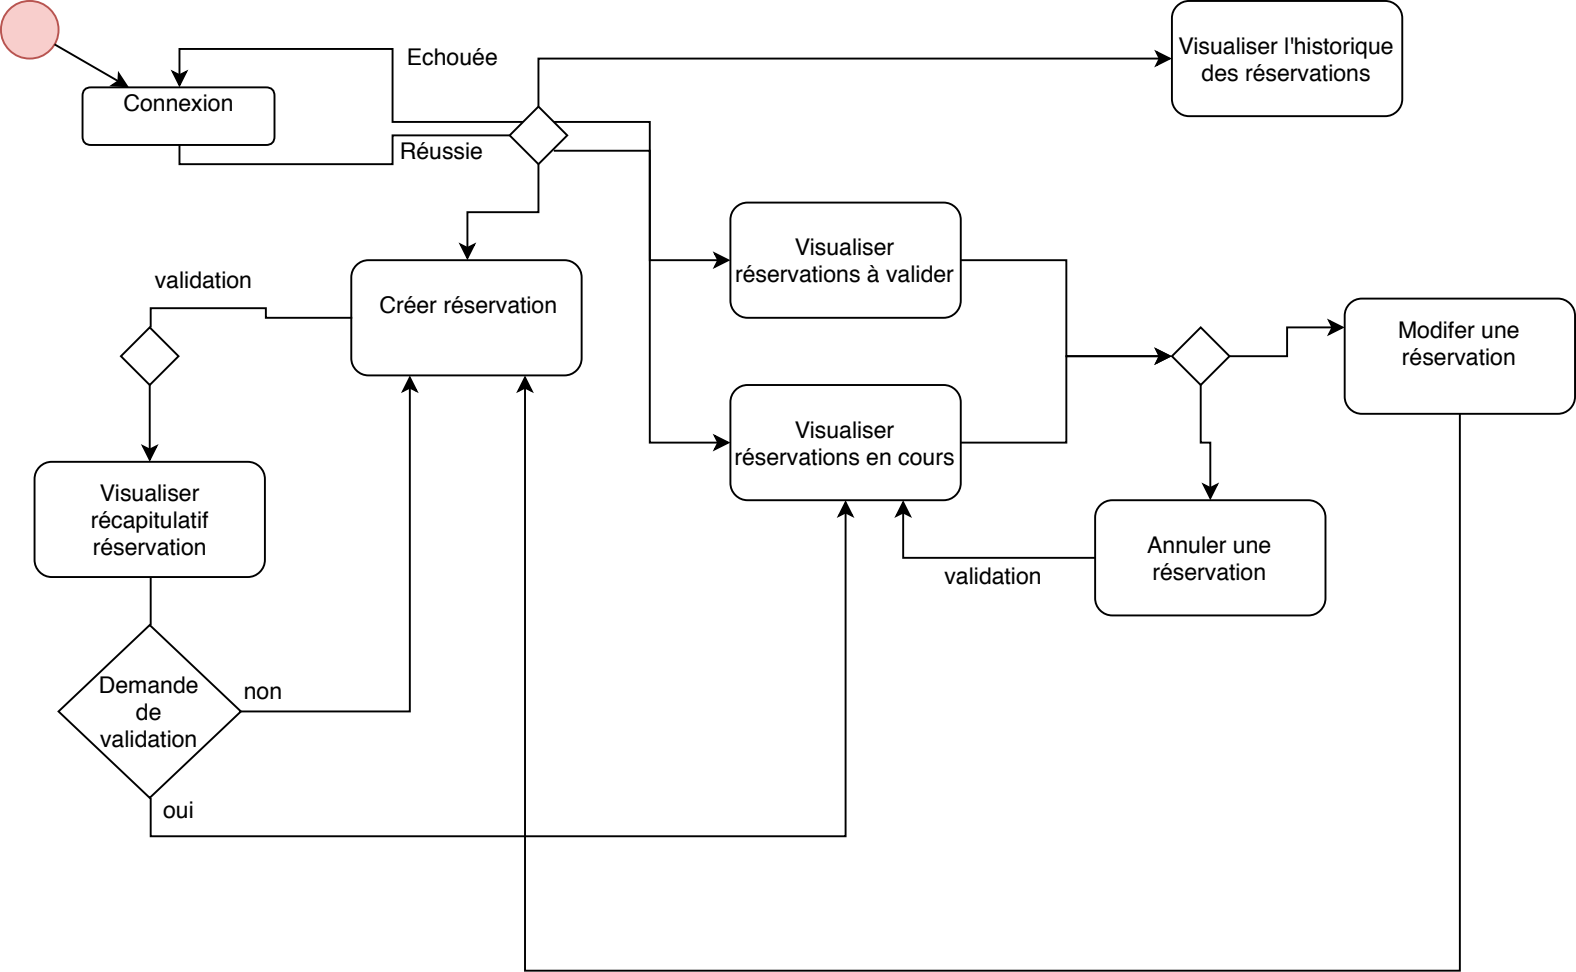 Echouée
Visualiser l'historique
des réservations
Connexion
Réussie
Visualiser
réservations à valider
validation
Créer réservation
Modifer une
réservation
Visualiser
réservations en cours
Visualiser
récapitulatif
réservation
Annuler une
réservation
validation
Demande
de
validation
non
oui